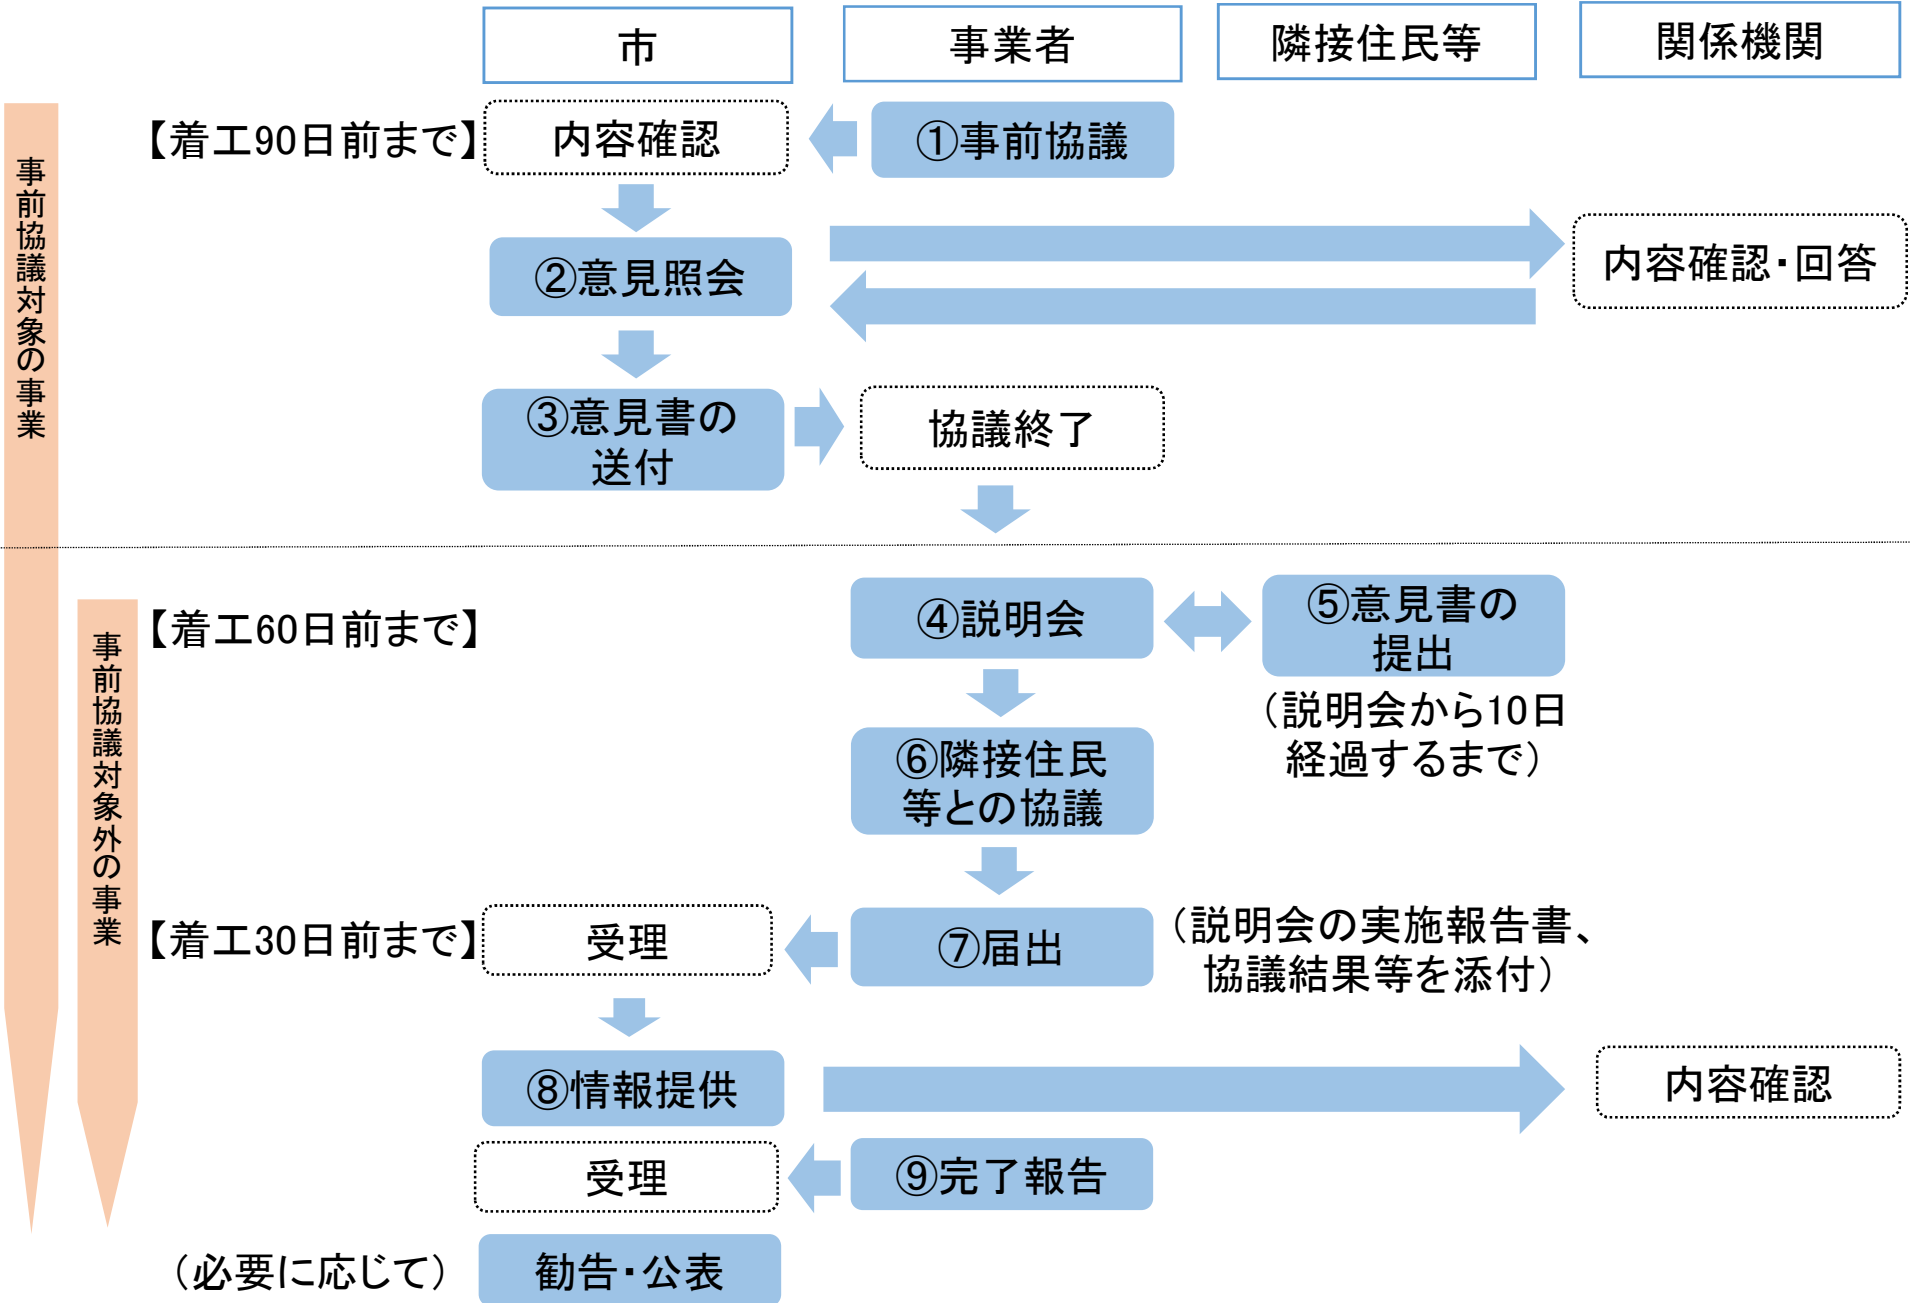 市
事業者
隣接住民等
関係機関
事前協議対象の事業
【着工90日前まで】
内容確認
①事前協議
②意見照会
内容確認・回答
③意見書の
送付
協議終了
事前協議対象外の事業
【着工60日前まで】
④説明会
⑤意見書の
提出
（説明会から10日
経過するまで）
⑥隣接住民
等との協議
【着工30日前まで】
受理
⑦届出
（説明会の実施報告書、
協議結果等を添付）
⑧情報提供
内容確認
受理
⑨完了報告
（必要に応じて）
勧告・公表